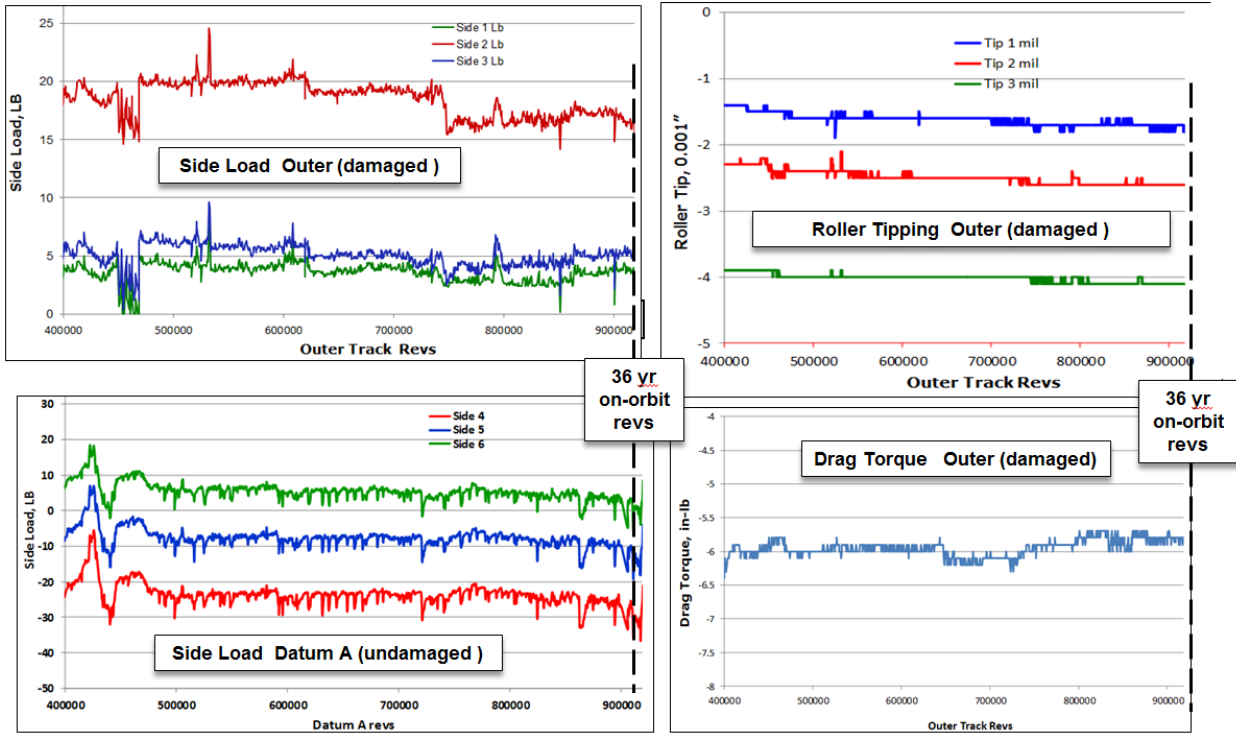 Side Load, LB
25
20
15
10
5
0
Side 1 Lb
Side 2 Lb
Side 3 Lb
Side Load Outer (damaged )
400000 500000 600000 700000 800000 900000
Outer Track Revs
Roller Tip, 0.001”
0
-1
-2
-3
-4
-5
Tip 1 mil
Tip 2 mil
Tip 3 mil
Roller Tipping Outer (damaged )
400000 500000 600000 700000 800000 900000
Outer Track Revs
36 yr
on-orbit
revs
36 yr
on-orbit
revs
Side Load, LB
30
20
10
0
-10
-20
-30
-40
-50
Side 4
Side 5
Side 6
Side Load Datum A (undamaged )
400000 500000 600000 700000 800000 900000
Datum A revs
Drag Torque, in-lb
-4
-4.5
-5
-5.5
-6
-6.5
-7
-7.5
-8
Drag Torque Outer (damaged)
400000 500000 600000 700000 800000 900000
Outer Track Revs